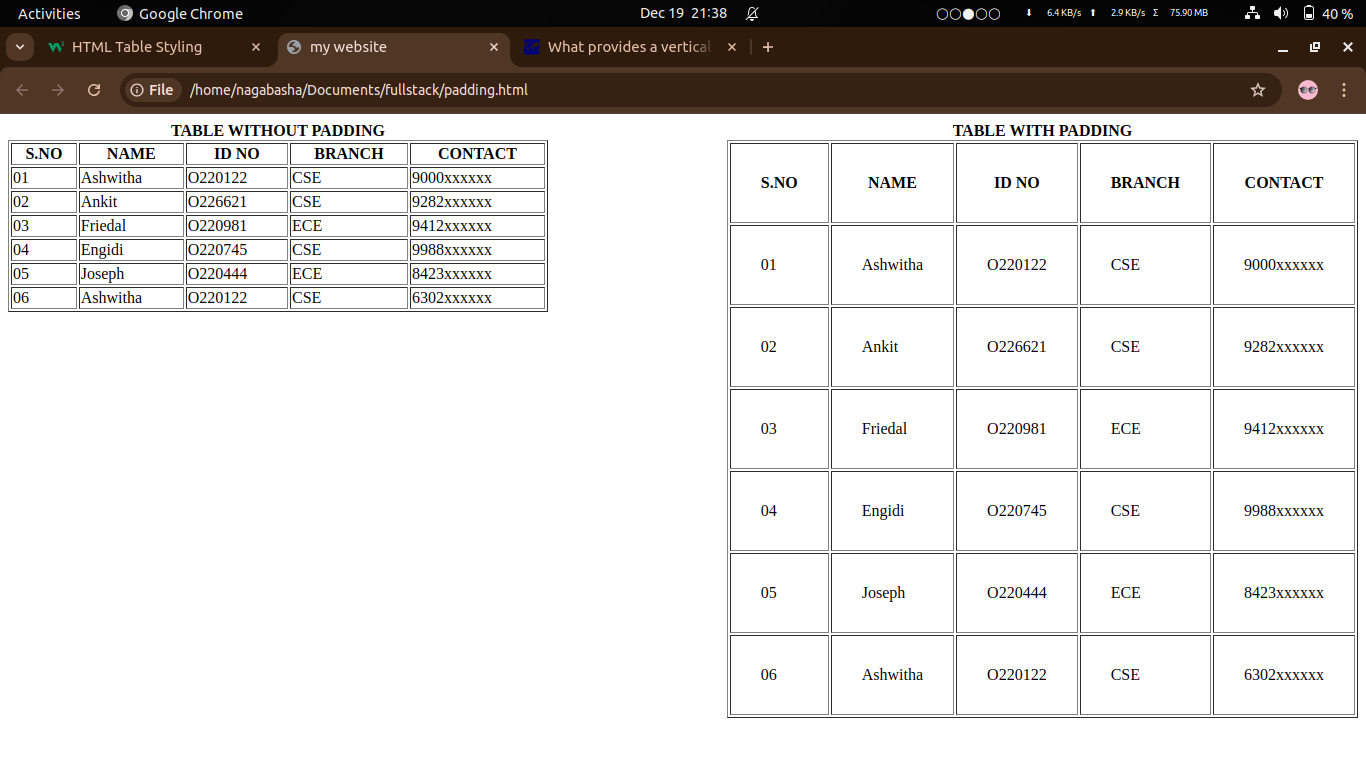 Activities Google Chrome Dec 19 21:38 6.4 KB/s 2.9 KB/s Σ 75.90 MB 40 %
HTML Table Styling my website What provides a vertical
File /home/nagabasha/Documents/fullstack/padding.html
TABLE WITHOUT PADDING
S.NO NAME ID NO BRANCH CONTACT
01 Ashwitha O220122 CSE 9000xxxxxx
02 Ankit O226621 CSE 9282xxxxxx
03 Friedal O220981 ECE 9412xxxxxx
04 Engidi O220745 CSE 9988xxxxxx
05 Joseph O220444 ECE 8423xxxxxx
06 Ashwitha O220122 CSE 6302xxxxxx
TABLE WITH PADDING
S.NO NAME ID NO BRANCH CONTACT
01 Ashwitha O220122 CSE 9000xxxxxx
02 Ankit O226621 CSE 9282xxxxxx
03 Friedal O220981 ECE 9412xxxxxx
04 Engidi O220745 CSE 9988xxxxxx
05 Joseph O220444 ECE 8423xxxxxx
06 Ashwitha O220122 CSE 6302xxxxxx